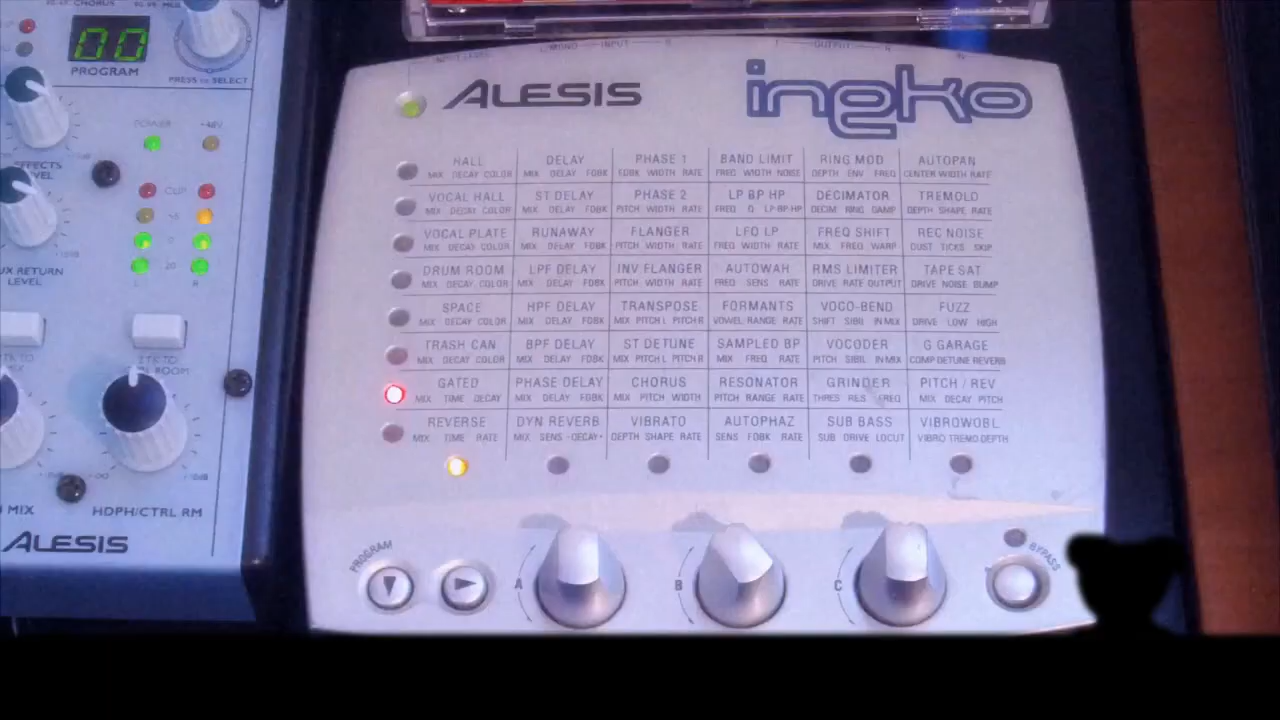 00
PROGRAM
PRESS TO SELECT
POWER +48V
EFFECTS
LEVEL
CLIP
20
L R
AUX RETURN
LEVEL
2TK TO
HDPH/CTRL RM
MIX
ALESIS
INPUT OUTPUT
ALESIS ineko
HALL DELAY PHASE 1 BAND LIMIT RING MOD AUTOPAN
MIX DECAY COLOR MIX DELAY FDBK FDBK WIDTH RATE FREQ WIDTH NOISE DEPTH ENV FREQ CENTER WIDTH RATE
VOCAL HALL ST DELAY PHASE 2 LP BP HP DECIMATOR TREMOLO
MIX DECAY COLOR MIX DELAY FDBK PITCH WIDTH RATE FREQ Q LP-BP-HP DECIM RING DAMP DEPTH SHAPE RATE
VOCAL PLATE RUNAWAY FLANGER LFO LP FREQ SHIFT REC NOISE
MIX DECAY COLOR MIX DELAY FDBK PITCH WIDTH RATE FREQ WIDTH RATE MIX FREQ WARP DUST TICKS SKIP
DRUM ROOM LPF DELAY INV FLANGER AUTOWAH RMS LIMITER TAPE SAT
MIX DECAY COLOR MIX DELAY FDBK PITCH WIDTH RATE FREQ SENS RATE DRIVE RATE OUTPUT DRIVE NOISE BUMP
SPACE HPF DELAY TRANSPOSE FORMANTS VOCO-BEND FUZZ
MIX DECAY COLOR MIX DELAY FDBK MIX PITCH L PITCH R VOWEL RANGE RATE SHIFT SIBIL IN MIX DRIVE LOW HIGH
TRASH CAN BPF DELAY ST DETUNE SAMPLED BP VOCODER G GARAGE
MIX DECAY COLOR MIX DELAY FDBK MIX PITCH L PITCH R MIX FREQ RATE PITCH SIBIL IN MIX COMP DETUNE REVERB
GATED PHASE DELAY CHORUS RESONATOR GRINDER PITCH / REV
MIX TIME DECAY MIX DELAY FDBK MIX PITCH WIDTH PITCH RANGE RATE THRES RES FREQ MIX DECAY PITCH
REVERSE DYN REVERB VIBRATO AUTOPHAZ SUB BASS VIBROWOBL
MIX TIME RATE MIX SENS -DECAY+ DEPTH SHAPE RATE SENS FDBK RATE SUB DRIVE LOCUT VIBRO TREMO DEPTH
PROGRAM A B C BYPASS